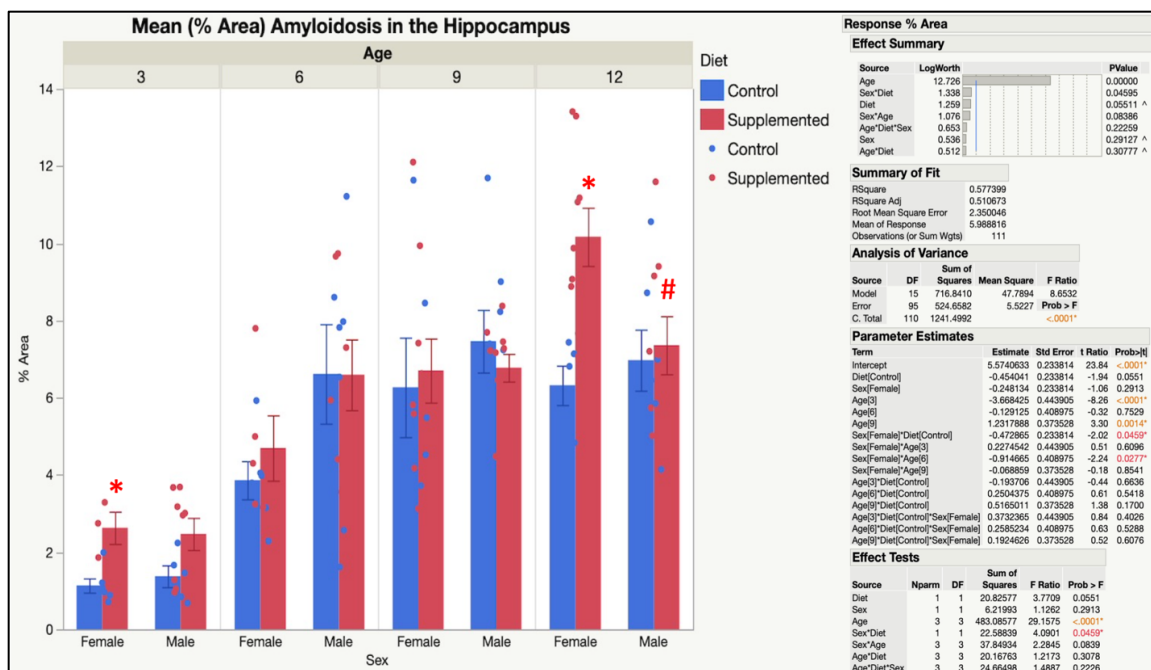 Mean (% Area) Amyloidosis in the Hippocampus
Age
3 6 9 12
14
12
10
8
6
4
2
0
% Area
* * #
Female Male Female Male Female Male Female Male
Sex
Diet
Control
Supplemented
Control
Supplemented
Response % Area
Effect Summary
Source LogWorth PValue
Age 12.726 0.00000
Sex*Diet 1.338 0.04595
Diet 1.259 0.05511 ^
Sex*Age 1.076 0.08386
Age*Diet*Sex 0.653 0.22259
Sex 0.536 0.29127 ^
Age*Diet 0.512 0.30777 ^
Summary of Fit
RSquare 0.577399
RSquare Adj 0.510673
Root Mean Square Error 2.350046
Mean of Response 5.988816
Observations (or Sum Wgts) 111
Analysis of Variance
Sum of
Source DF Squares Mean Square F Ratio
Model 15 716.8410 47.7894 8.6532
Error 95 524.6582 5.5227 Prob > F
C. Total 110 1241.4992 <.0001*
Parameter Estimates
Term Estimate Std Error t Ratio Prob>|t|
Intercept 5.5740633 0.233814 23.84 <.0001*
Diet[Control] -0.454041 0.233814 -1.94 0.0551
Sex[Female] -0.248134 0.233814 -1.06 0.2913
Age[3] -3.668425 0.443905 -8.26 <.0001*
Age[6] -0.129125 0.408975 -0.32 0.7529
Age[9] 1.2317888 0.373528 3.30 0.0014*
Sex[Female]*Diet[Control] -0.472865 0.233814 -2.02 0.0459*
Sex[Female]*Age[3] 0.2274542 0.443905 0.51 0.6096
Sex[Female]*Age[6] -0.914665 0.408975 -2.24 0.0277*
Sex[Female]*Age[9] -0.068859 0.373528 -0.18 0.8541
Age[3]*Diet[Control] -0.193706 0.443905 -0.44 0.6636
Age[6]*Diet[Control] 0.2504375 0.408975 0.61 0.5418
Age[9]*Diet[Control] 0.5165011 0.373528 1.38 0.1700
Age[3]*Diet[Control]*Sex[Female] 0.3732365 0.443905 0.84 0.4026
Age[6]*Diet[Control]*Sex[Female] 0.2585234 0.408975 0.63 0.5288
Age[9]*Diet[Control]*Sex[Female] 0.1924626 0.373528 0.52 0.6076
Effect Tests
Sum of
Source Nparm DF Squares F Ratio Prob > F
Diet 1 1 20.82577 3.7709 0.0551
Sex 1 1 6.21993 1.1262 0.2913
Age 3 3 483.08577 29.1575 <.0001*
Sex*Diet 1 1 22.58839 4.0901 0.0459*
Sex*Age 3 3 37.84934 2.2845 0.0839
Age*Diet 3 3 20.16763 1.2173 0.3078
Age*Diet*Sex 3 3 24.66498 1.4887 0.2226